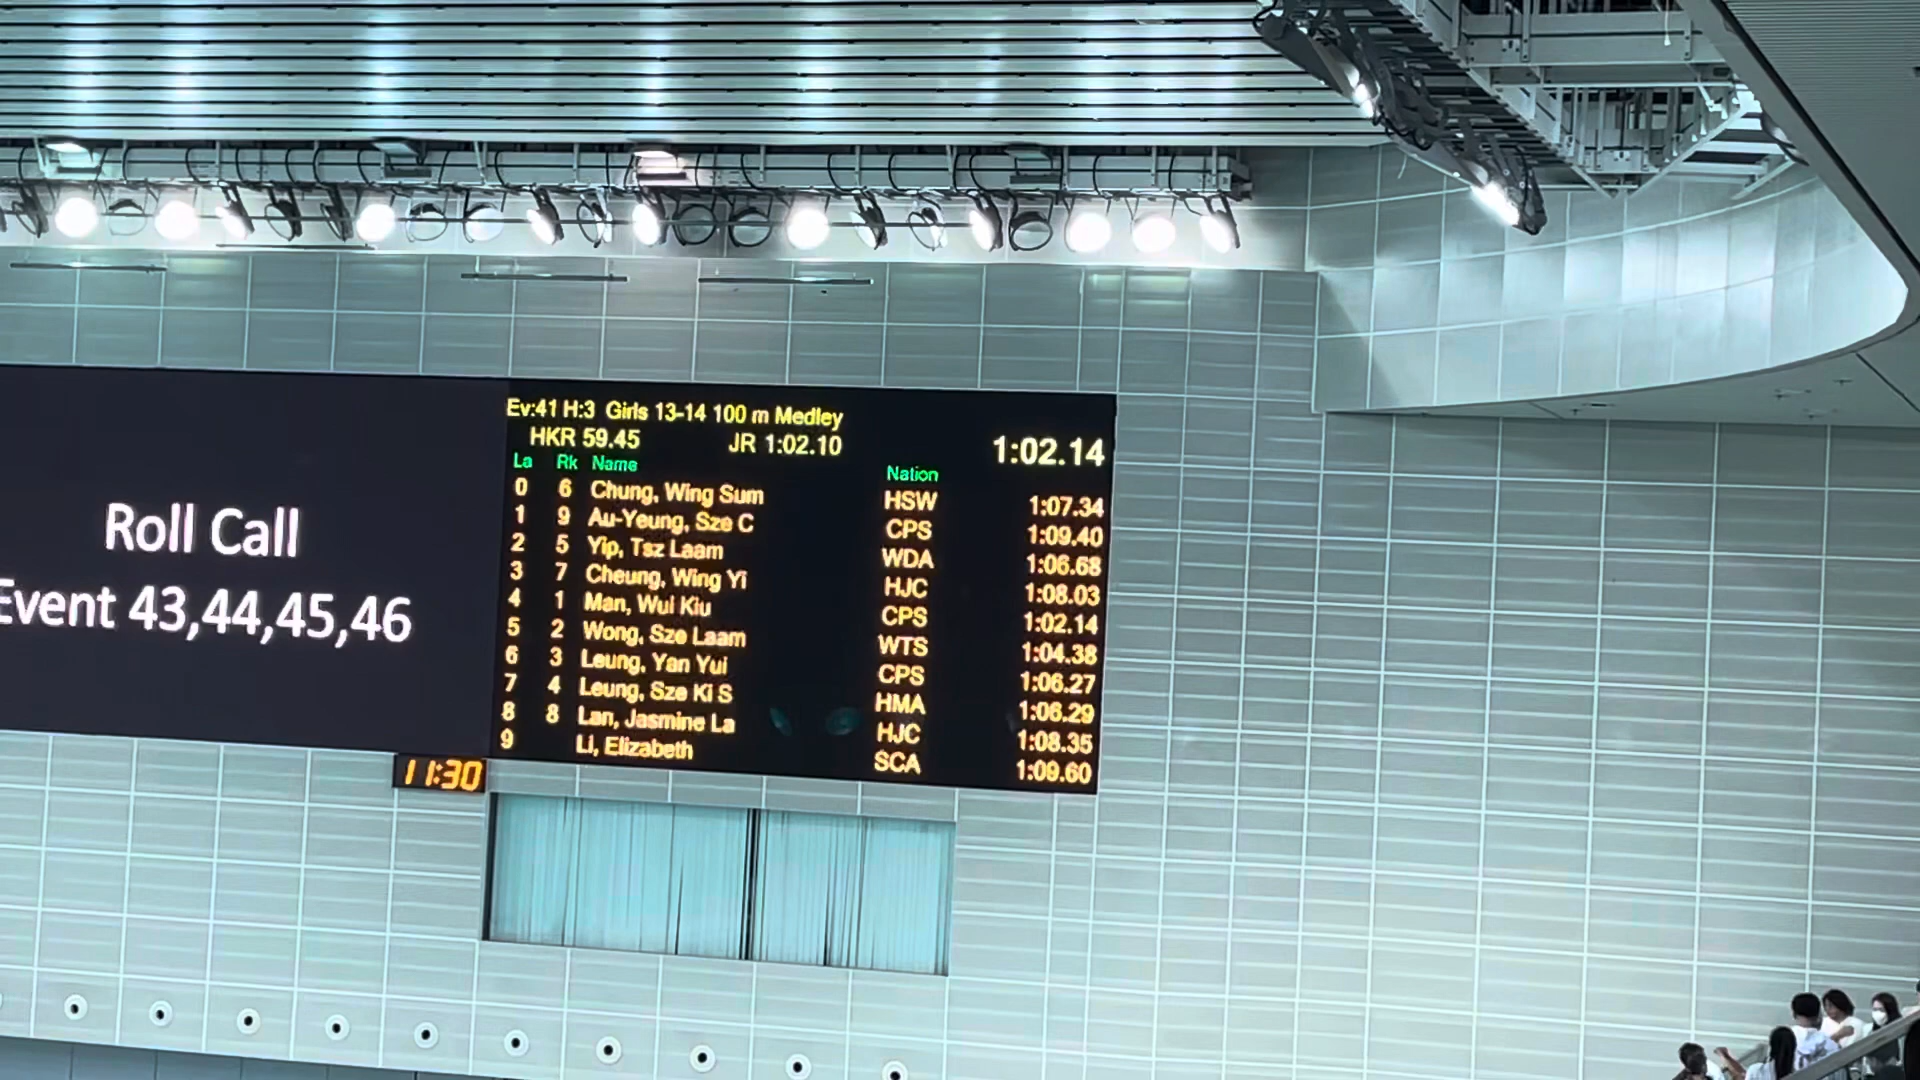 Roll Call
Event 43,44,45,46
Ev:41 H:3 Girls 13-14 100 m Medley
HKR 59.45 JR 1:02.10 1:02.14
La Rk Name Nation
0 6 Chung, Wing Sum HSW 1:07.34
1 9 Au-Yeung, Sze C CPS 1:09.40
2 5 Yip, Tsz Laam WDA 1:06.68
3 7 Cheung, Wing Yi HJC 1:08.03
4 1 Man, Wui Kiu CPS 1:02.14
5 2 Wong, Sze Laam WTS 1:04.38
6 3 Leung, Yan Yui CPS 1:06.27
7 4 Leung, Sze Ki S HMA 1:06.29
8 8 Lan, Jasmine La HJC 1:08.35
9 Li, Elizabeth SCA 1:09.60
11:30